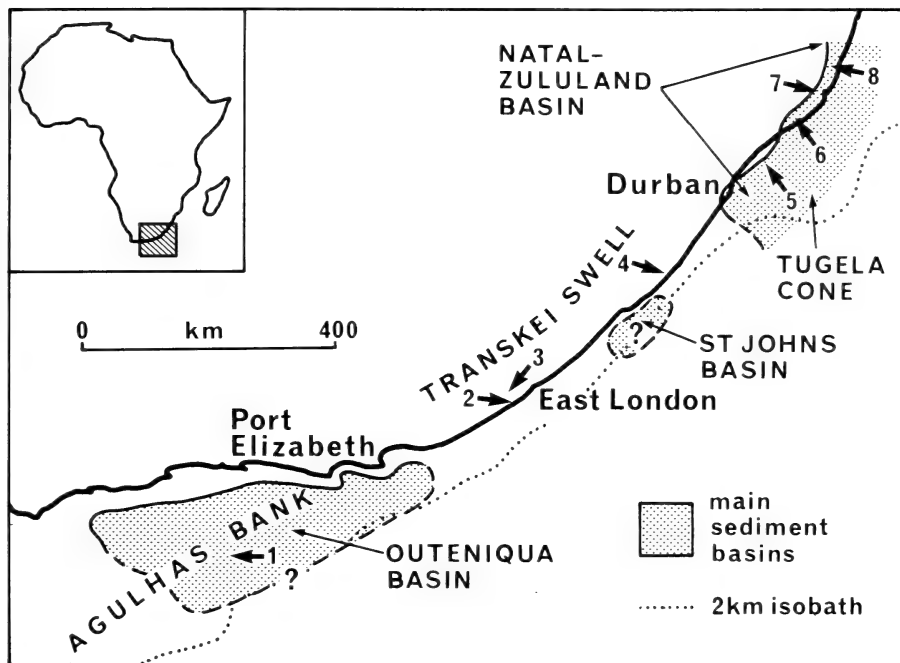 NATAL-
ZULULAND
BASIN
7
8
6
5
Durban
TUGELA
CONE
4
TRANSKEI SWELL
0 km 400
?
ST JOHNS
BASIN
3
2
East London
Port
Elizabeth
AGULHAS BANK
1
?
OUTENIQUA
BASIN
main
sediment
basins
2km isobath